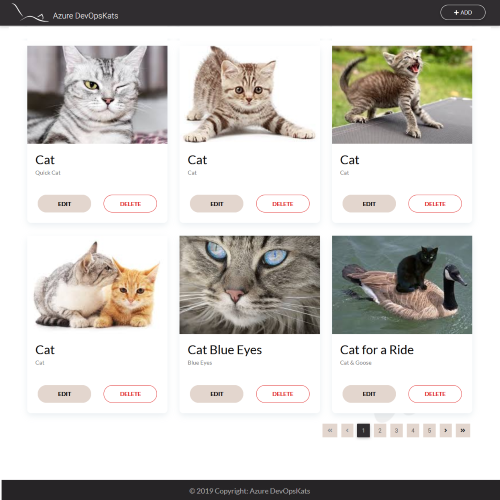 Azure DevOpsKats
+ ADD
Cat
Quick Cat
EDIT DELETE
Cat
Cat
EDIT DELETE
Cat
Cat
EDIT DELETE
Cat
Cat
EDIT DELETE
Cat Blue Eyes
Blue Eyes
EDIT DELETE
Cat for a Ride
Cat & Goose
EDIT DELETE
« ‹ 1 2 3 4 5 › »
© 2019 Copyright: Azure DevOpsKats